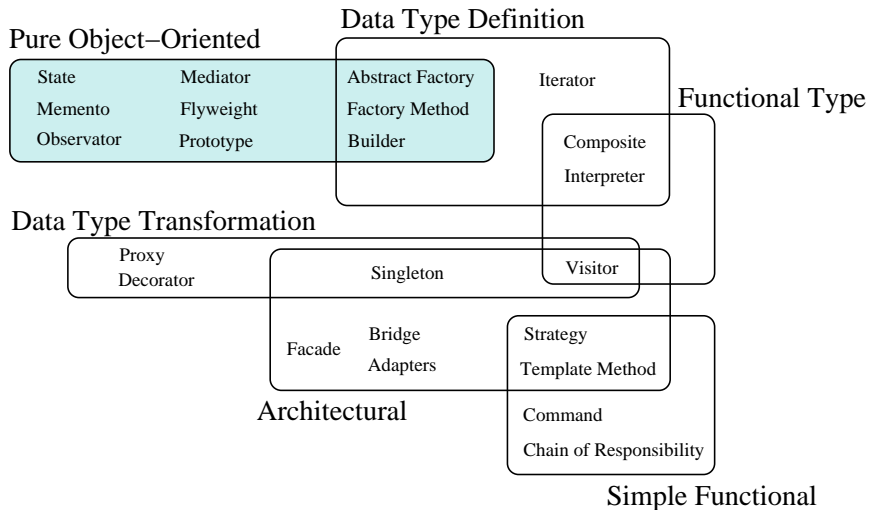 Data Type Definition
Pure Object−Oriented
State
Mediator
Abstract Factory
Iterator
Memento
Flyweight
Factory Method
Functional Type
Observator
Prototype
Builder
Composite
Interpreter
Data Type Transformation
Proxy
Decorator
Singleton
Visitor
Facade
Bridge
Adapters
Strategy
Template Method
Architectural
Command
Chain of Responsibility
Simple Functional